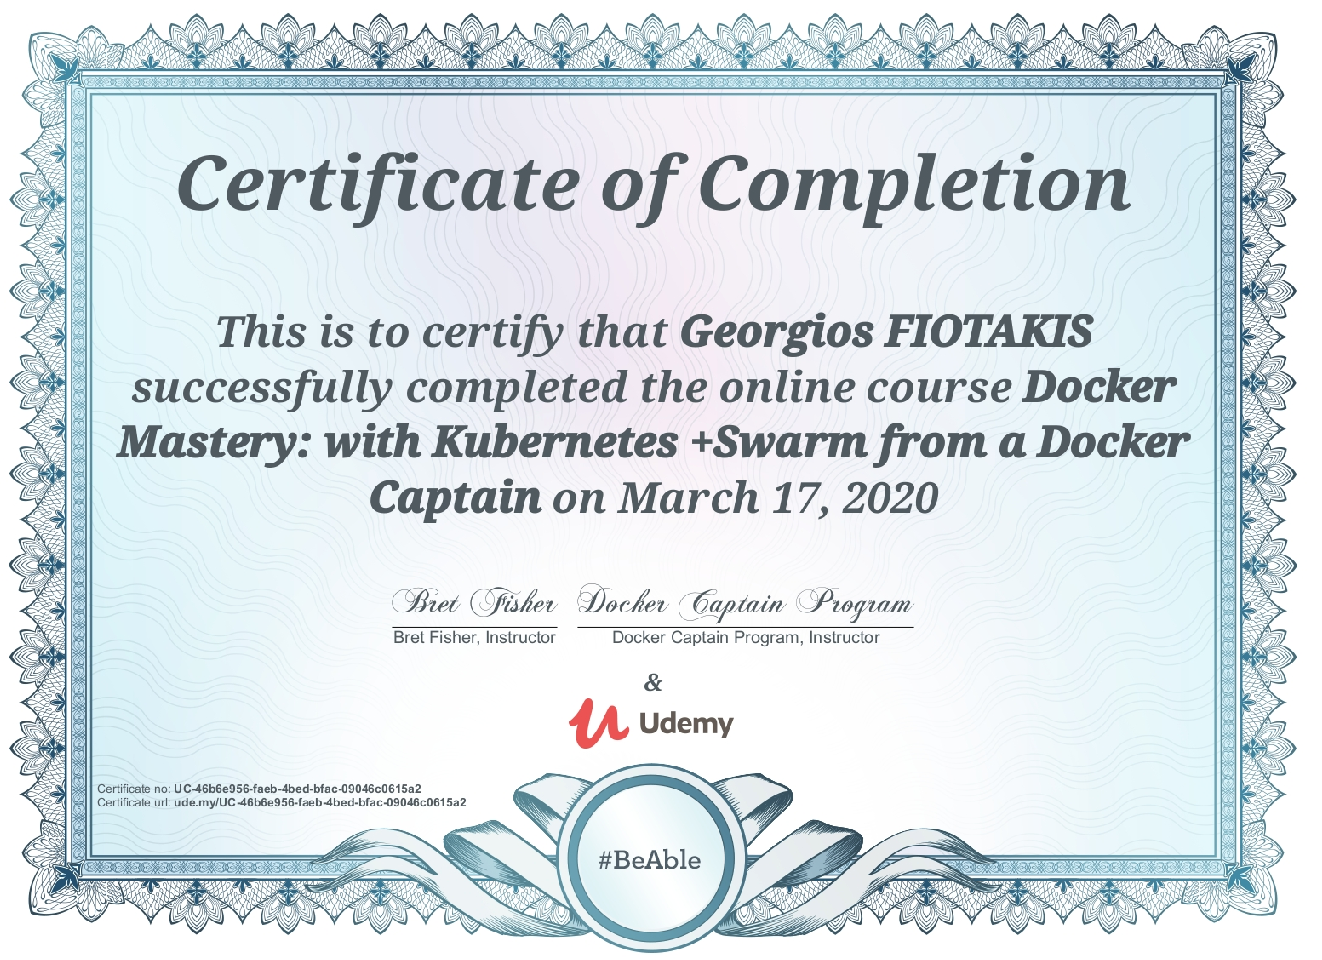 Certificate of Completion
This is to certify that Georgios FIOTAKIS
successfully completed the online course Docker
Mastery: with Kubernetes +Swarm from a Docker
Captain on March 17, 2020
Bret Fisher Docker Captain Program
Bret Fisher, Instructor Docker Captain Program, Instructor
&
Udemy
Certificate no: UC-46b6e956-faeb-4bed-bfac-09046c0615a2
Certificate url: ude.my/UC-46b6e956-faeb-4bed-bfac-09046c0615a2
#BeAble